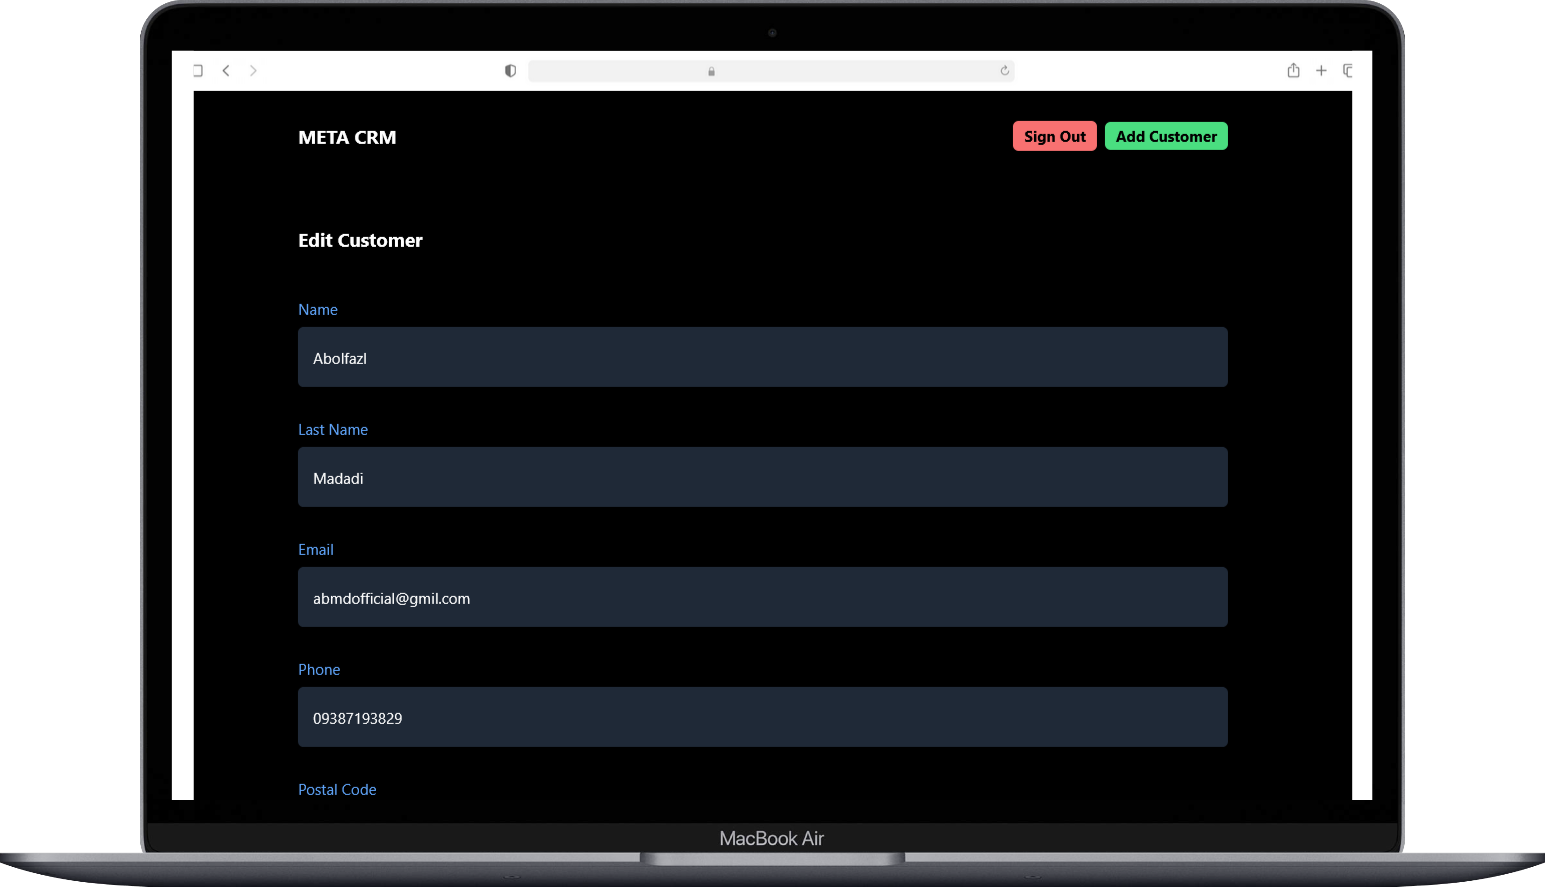 META CRM
Sign Out
Add Customer
Edit Customer
Name
Abolfazl
Last Name
Madadi
Email
abmdofficial@gmil.com
Phone
09387193829
Postal Code
MacBook Air